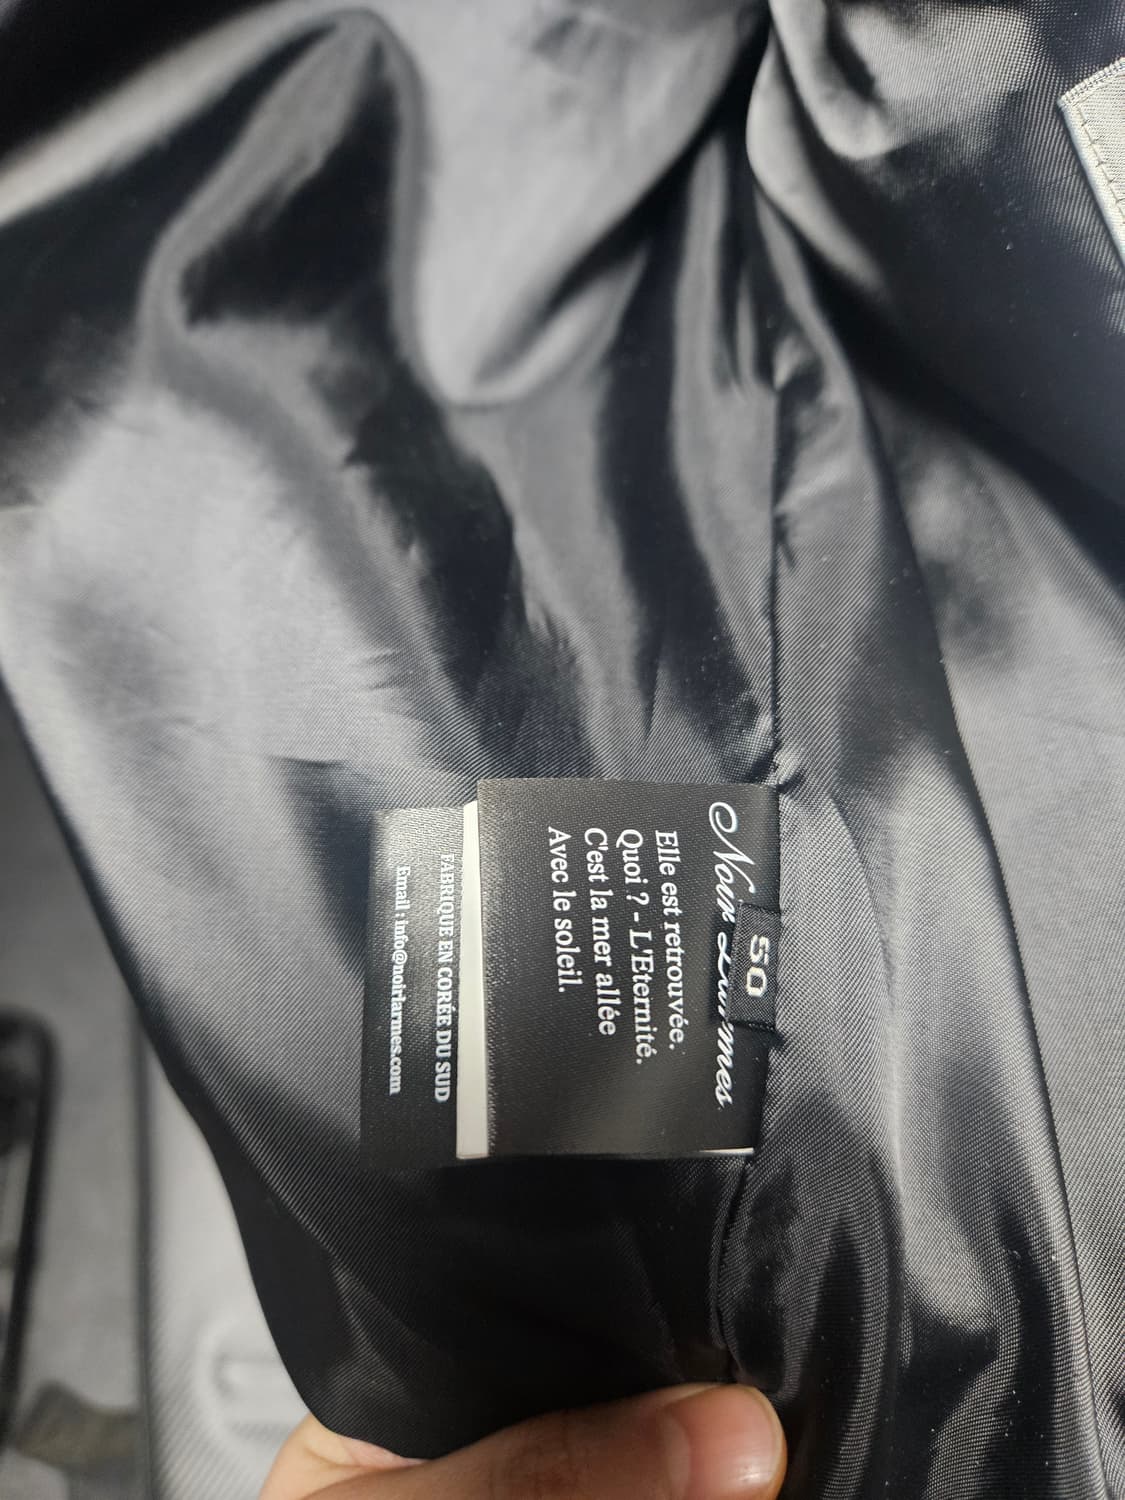 Noir Larmes
50
Elle est retrouvée.
Quoi ? - L'Eternité.
C'est la mer allée
Avec le soleil.
FABRIQUE EN CORÉE DU SUD
Email : info@noirlarmes.com